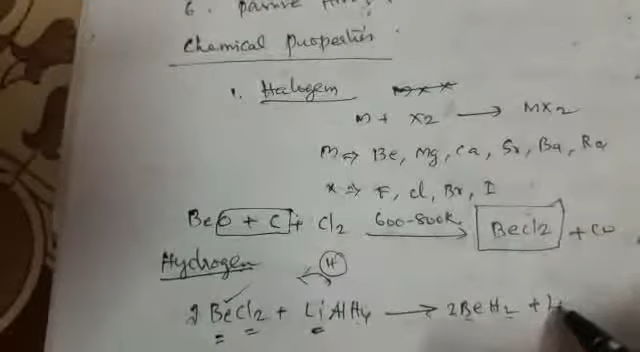 6.
Chemical Properties
1. Halogen
M + X2 → MX2
M ⇒ Be, Mg, Ca, Sr, Ba, Ra
X ⇒ F, Cl, Br, I
BeO + C + Cl2 600-800K → BeCl2 + CO
Hydrogen
H
2 BeCl2 + LiAlH4 → 2BeH2 +